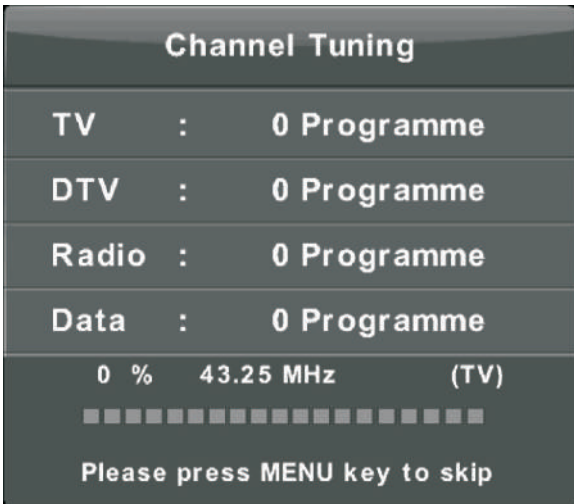 Channel Tuning
TV : 0 Programme
DTV : 0 Programme
Radio : 0 Programme
Data : 0 Programme
0 % 43.25 MHz (TV)
Please press MENU key to skip